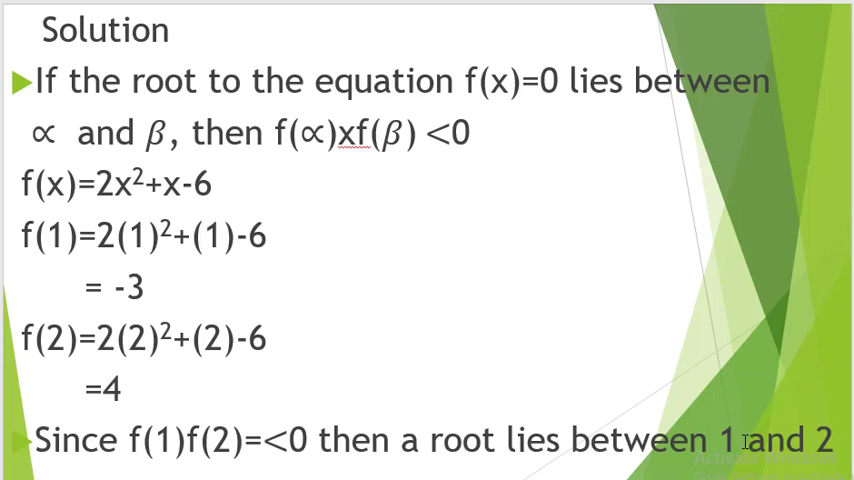 Solution
If the root to the equation f(x)=0 lies between
∝ and β, then f(∝)xf(β) <0
f(x)=2x²+x-6
f(1)=2(1)²+(1)-6
= -3
f(2)=2(2)²+(2)-6
=4
Since f(1)f(2)=<0 then a root lies between 1 and 2
Activate Windows